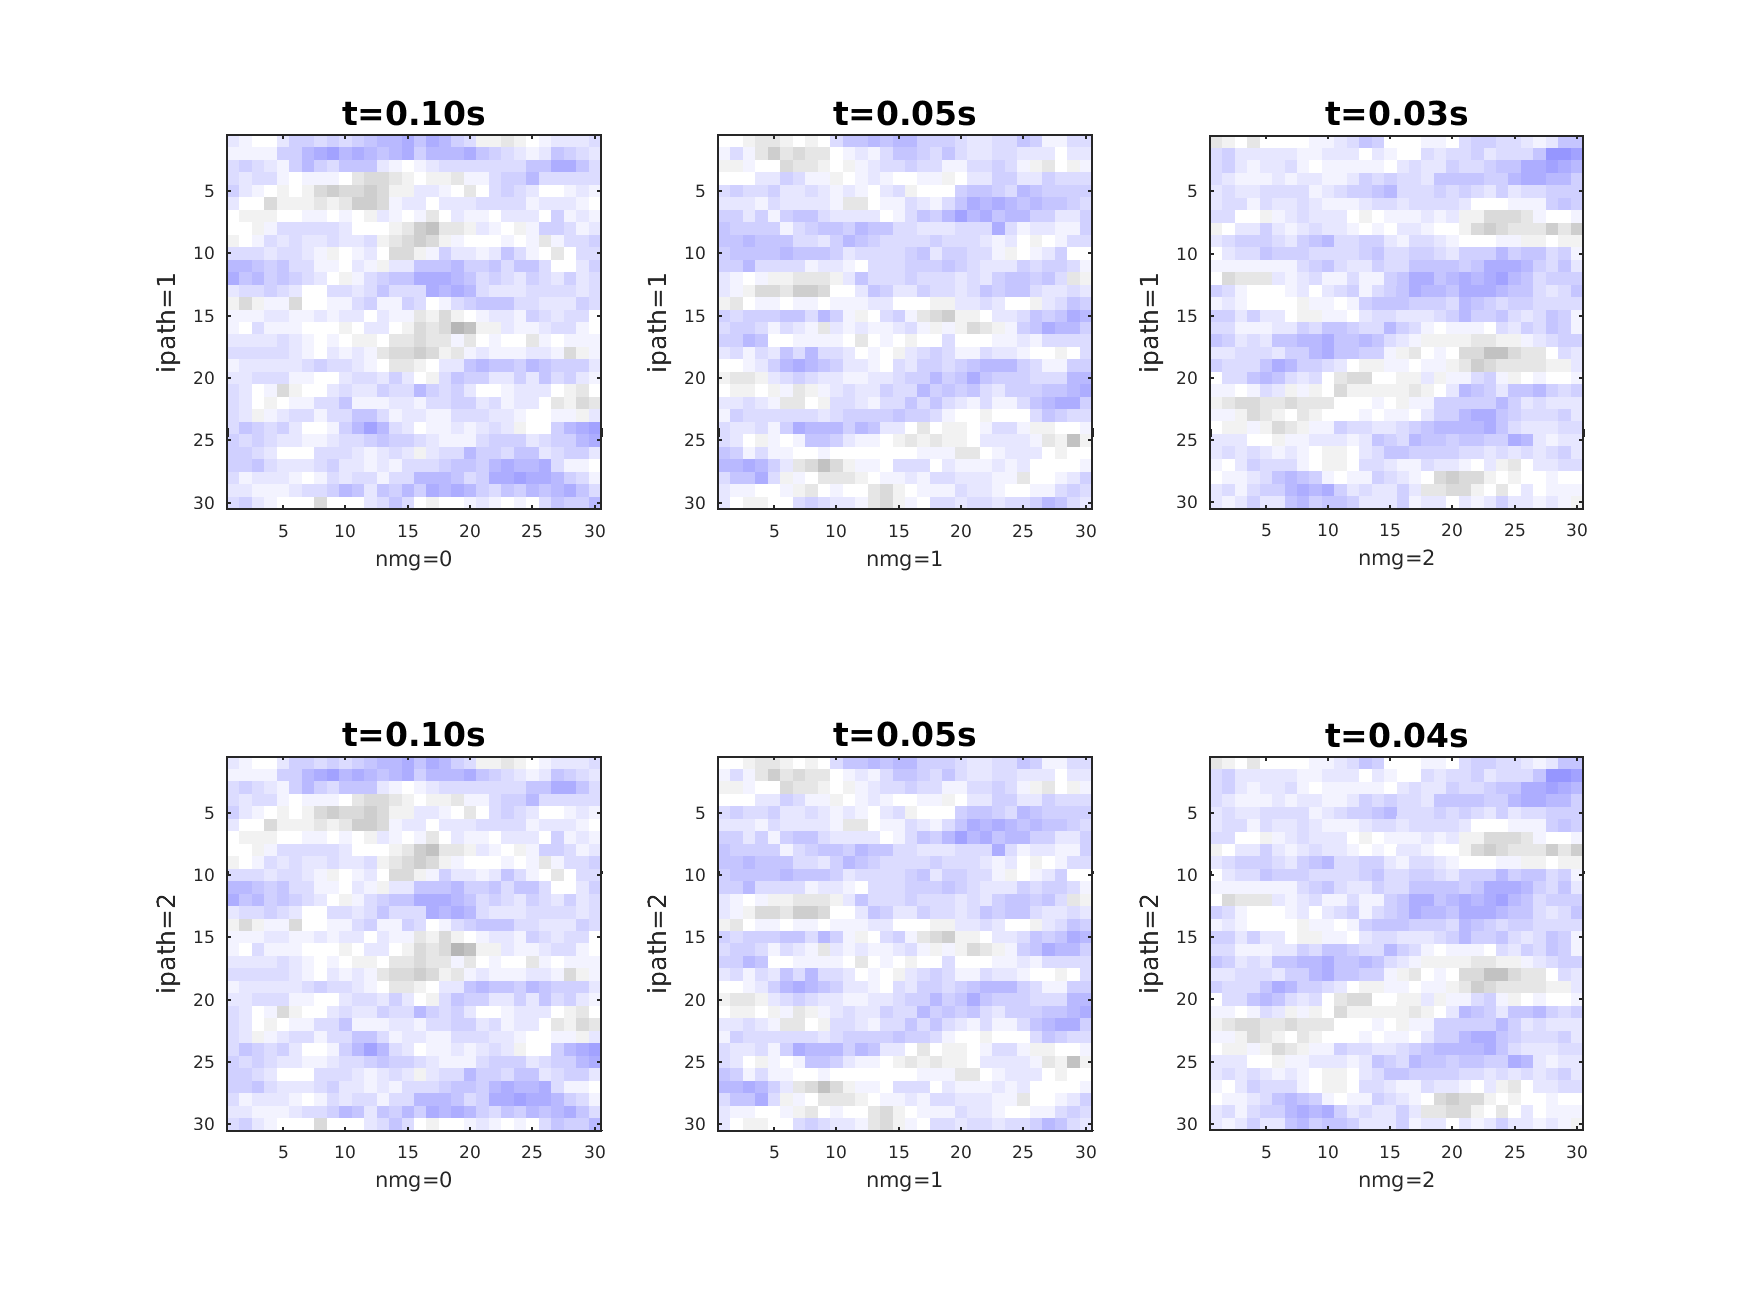 t=0.10s t=0.05s t=0.03s
ipath=1 ipath=1 ipath=1
5 5 5
10 10 10
15 15 15
20 20 20
25 25 25
30 30 30
5 10 15 20 25 30 5 10 15 20 25 30 5 10 15 20 25 30
nmg=0 nmg=1 nmg=2
t=0.10s t=0.05s t=0.04s
ipath=2 ipath=2 ipath=2
5 5 5
10 10 10
15 15 15
20 20 20
25 25 25
30 30 30
5 10 15 20 25 30 5 10 15 20 25 30 5 10 15 20 25 30
nmg=0 nmg=1 nmg=2